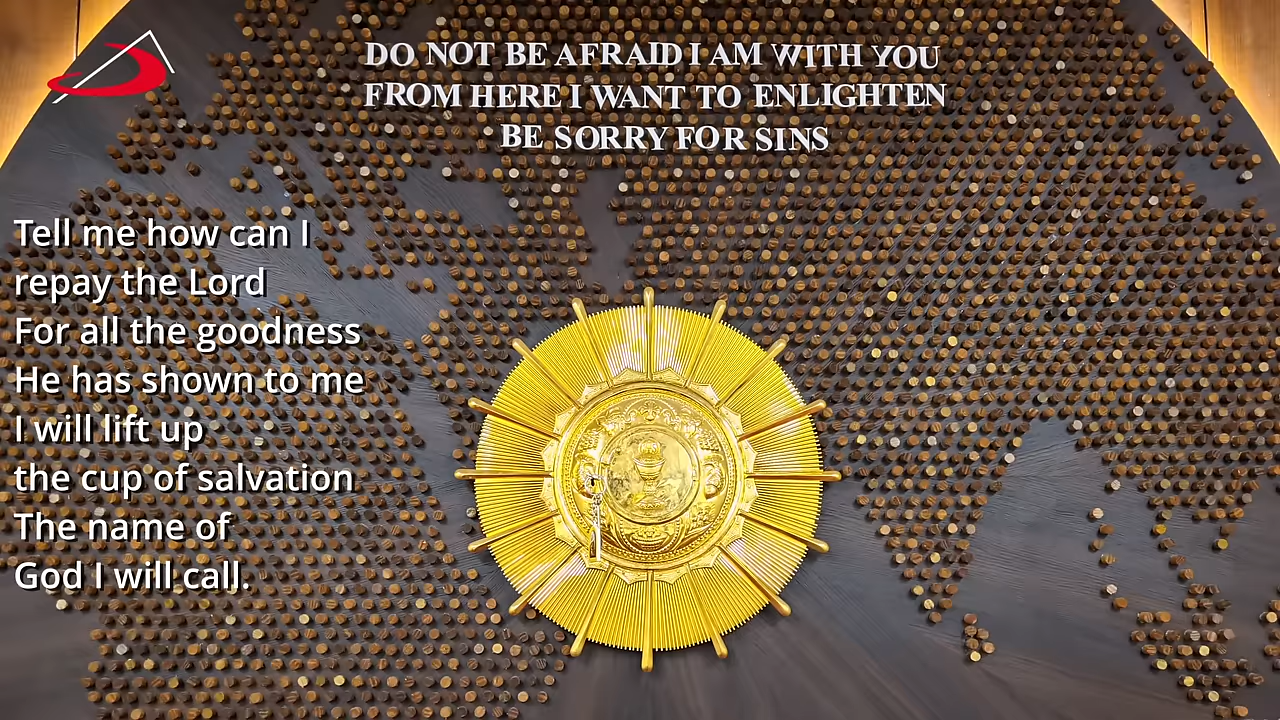 DO NOT BE AFRAID I AM WITH YOU
FROM HERE I WANT TO ENLIGHTEN
BE SORRY FOR SINS
Tell me how can I
repay the Lord
For all the goodness
He has shown to me
I will lift up
the cup of salvation
The name of
God I will call.